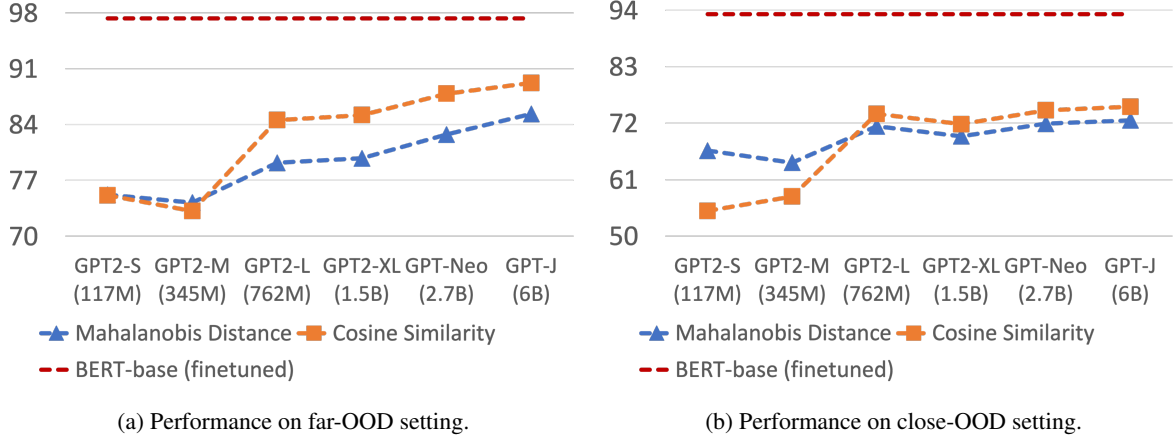 98
91
84
77
70
GPT2-S GPT2-M GPT2-L GPT2-XL GPT-Neo GPT-J
(117M) (345M) (762M) (1.5B) (2.7B) (6B)
Mahalanobis Distance Cosine Similarity
BERT-base (finetuned)
(a) Performance on far-OOD setting.
94
83
72
61
50
GPT2-S GPT2-M GPT2-L GPT2-XL GPT-Neo GPT-J
(117M) (345M) (762M) (1.5B) (2.7B) (6B)
Mahalanobis Distance Cosine Similarity
BERT-base (finetuned)
(b) Performance on close-OOD setting.